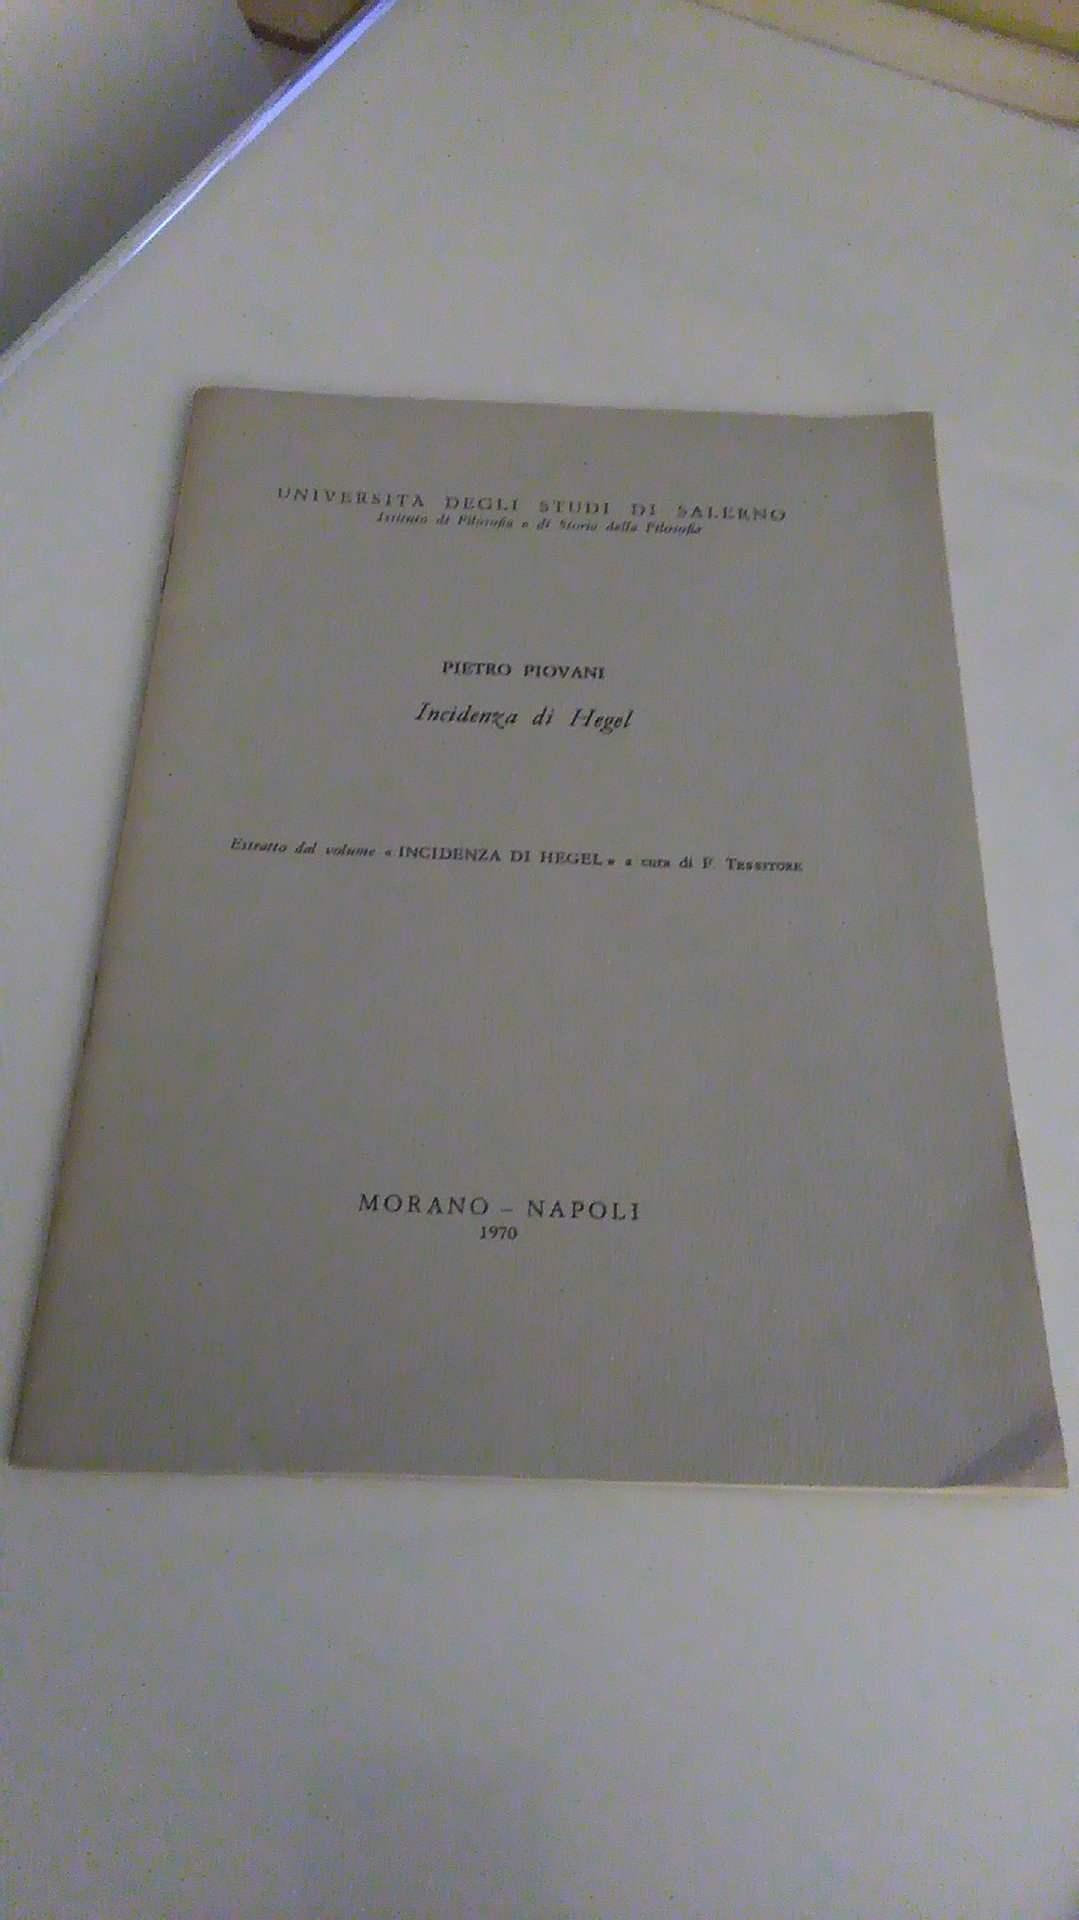 UNIVERSITA DEGLI STUDI DI SALERNO
Istituto di Filosofia e di Storia della Filosofia
PIETRO PIOVANI
Incidenza di Hegel
Estratto dal volume « INCIDENZA DI HEGEL » a cura di F. TESSITORE
MORANO – NAPOLI
1970